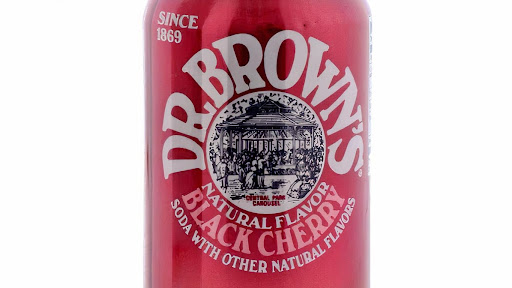 SINCE
1869
DR. BROWN'S®
CENTRAL PARK
CAROUSEL
NATURAL FLAVOR
BLACK CHERRY
SODA WITH OTHER NATURAL FLAVORS